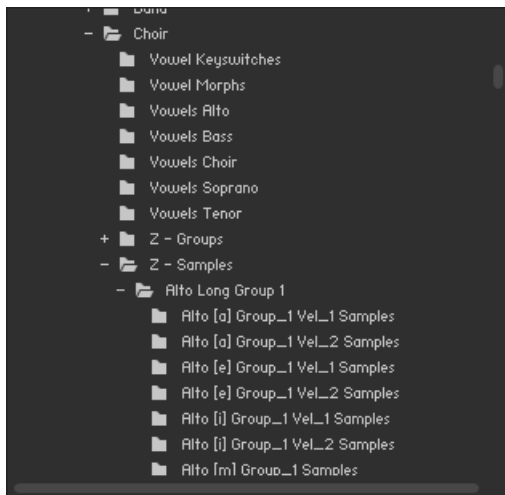 + Band
− Choir
Vowel Keyswitches
Vowel Morphs
Vowels Alto
Vowels Bass
Vowels Choir
Vowels Soprano
Vowels Tenor
+ Z - Groups
− Z - Samples
− Alto Long Group 1
Alto [a] Group_1 Vel_1 Samples
Alto [a] Group_1 Vel_2 Samples
Alto [e] Group_1 Vel_1 Samples
Alto [e] Group_1 Vel_2 Samples
Alto [i] Group_1 Vel_1 Samples
Alto [i] Group_1 Vel_2 Samples
Alto [m] Group_1 Samples